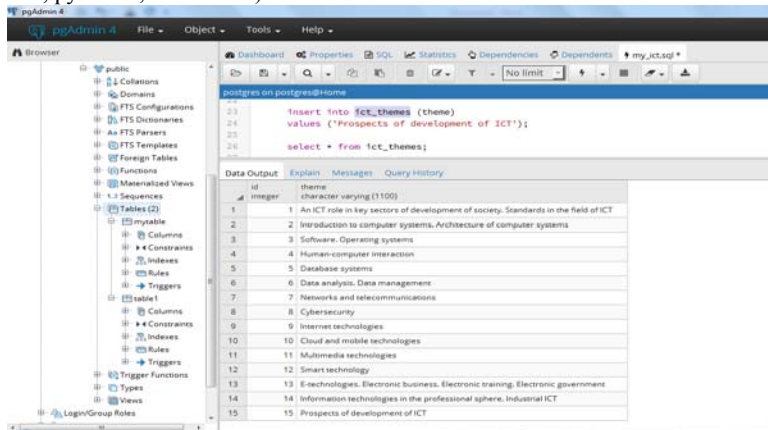 pgAdmin 4
pgAdmin 4 File Object Tools Help
Browser
public
Collations
Domains
FTS Configurations
FTS Dictionaries
Aa FTS Parsers
FTS Templates
Foreign Tables
Functions
Materialized Views
1..3 Sequences
Tables (2)
mytable
Columns
Constraints
Indexes
Rules
Triggers
table1
Columns
Constraints
Indexes
Rules
Triggers
Trigger Functions
Types
Views
Login/Group Roles
Dashboard Properties SQL Statistics Dependencies Dependents my_ict.sql *
No limit
postgres on postgres@Home
23 insert into ict_themes (theme)
24 values ('Prospects of development of ICT');
25
26 select * from ict_themes;
Data Output Explain Messages Query History
id integer theme character varying (1100)
1 1 An ICT role in key sectors of development of society. Standards in the field of ICT
2 2 Introduction to computer systems. Architecture of computer systems
3 3 Software. Operating systems
4 4 Human-computer interaction
5 5 Database systems
6 6 Data analysis. Data management
7 7 Networks and telecommunications
8 8 Cybersecurity
9 9 Internet technologies
10 10 Cloud and mobile technologies
11 11 Multimedia technologies
12 12 Smart technology
13 13 E-technologies. Electronic business. Electronic training. Electronic government
14 14 Information technologies in the professional sphere. Industrial ICT
15 15 Prospects of development of ICT